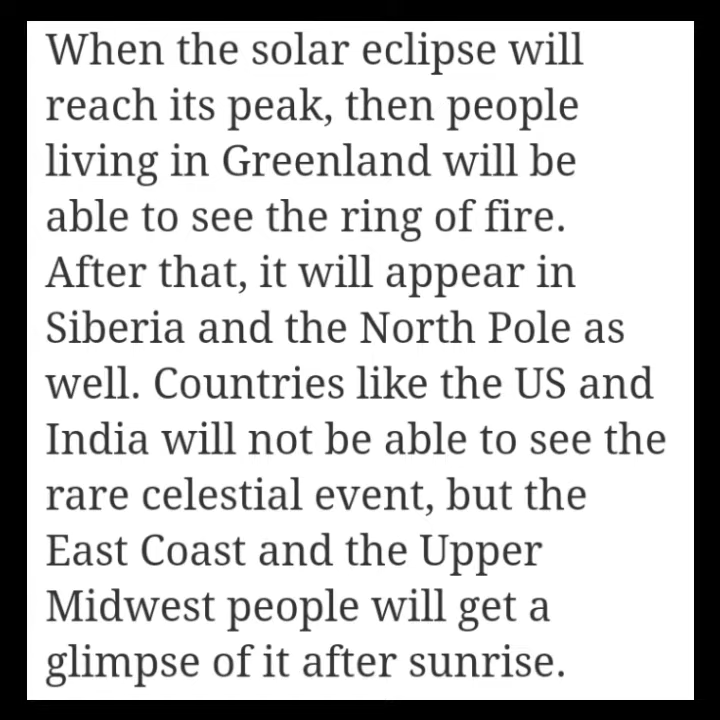 When the solar eclipse will
reach its peak, then people
living in Greenland will be
able to see the ring of fire.
After that, it will appear in
Siberia and the North Pole as
well. Countries like the US and
India will not be able to see the
rare celestial event, but the
East Coast and the Upper
Midwest people will get a
glimpse of it after sunrise.